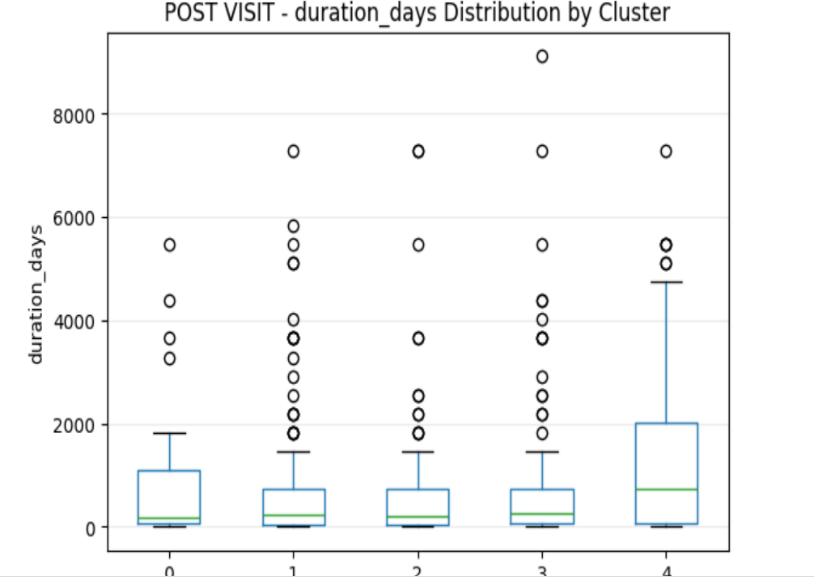 POST VISIT - duration_days Distribution by Cluster
8000
6000
4000
2000
0
duration_days
0 1 2 3 4